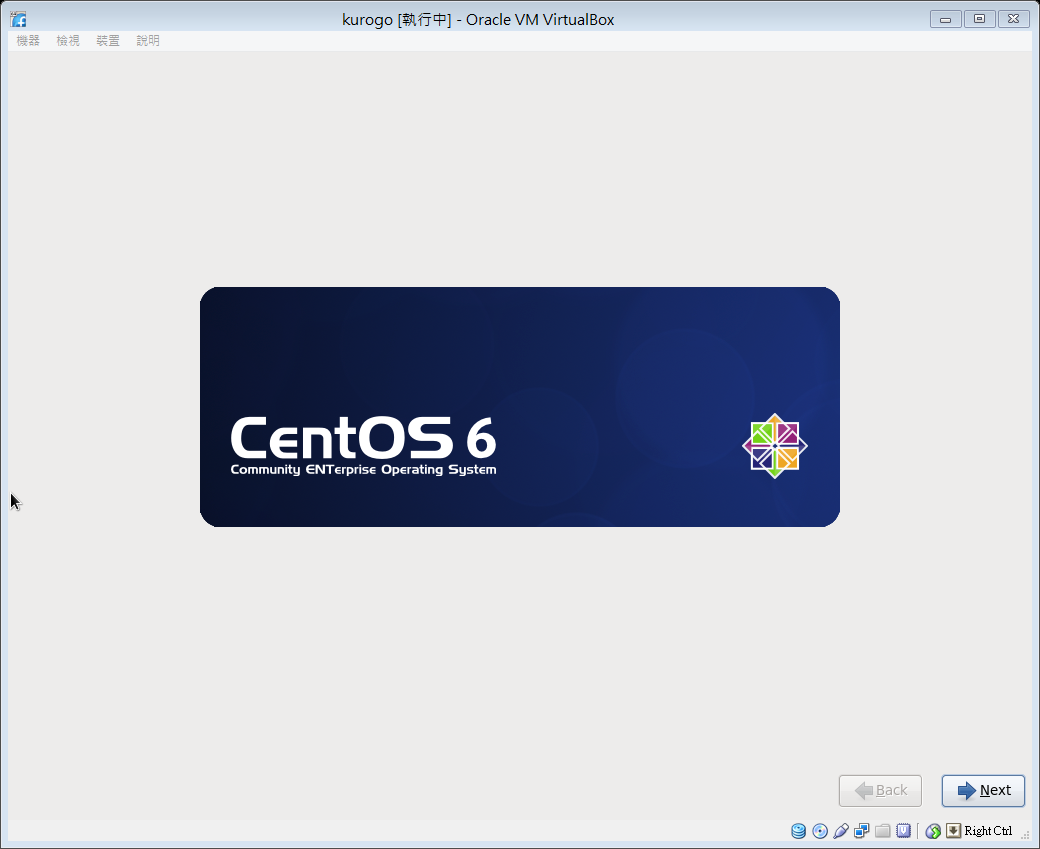 kurogo [執行中] - Oracle VM VirtualBox
機器 檢視 裝置 說明
CentOS 6
Community ENTerprise Operating System
Back Next
Right Ctrl